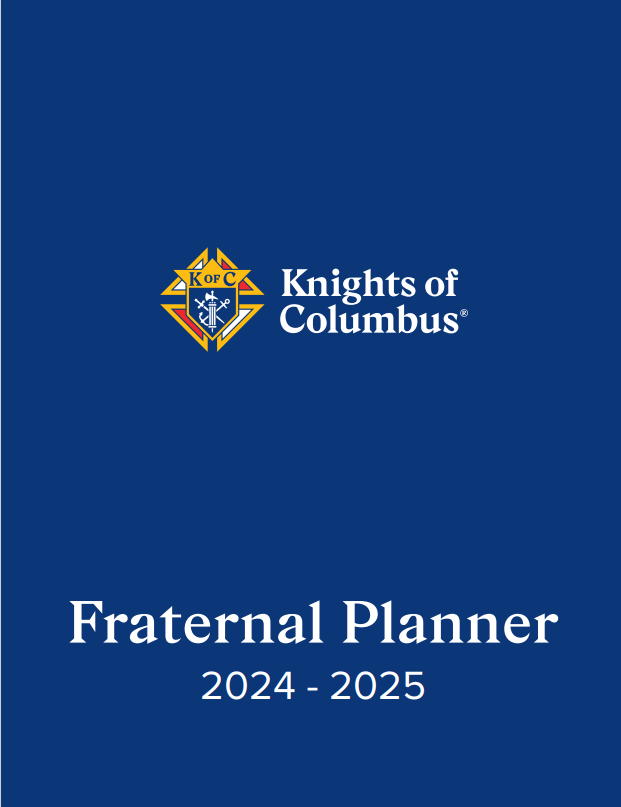 K OF C
Knights of
Columbus®
Fraternal Planner
2024 - 2025